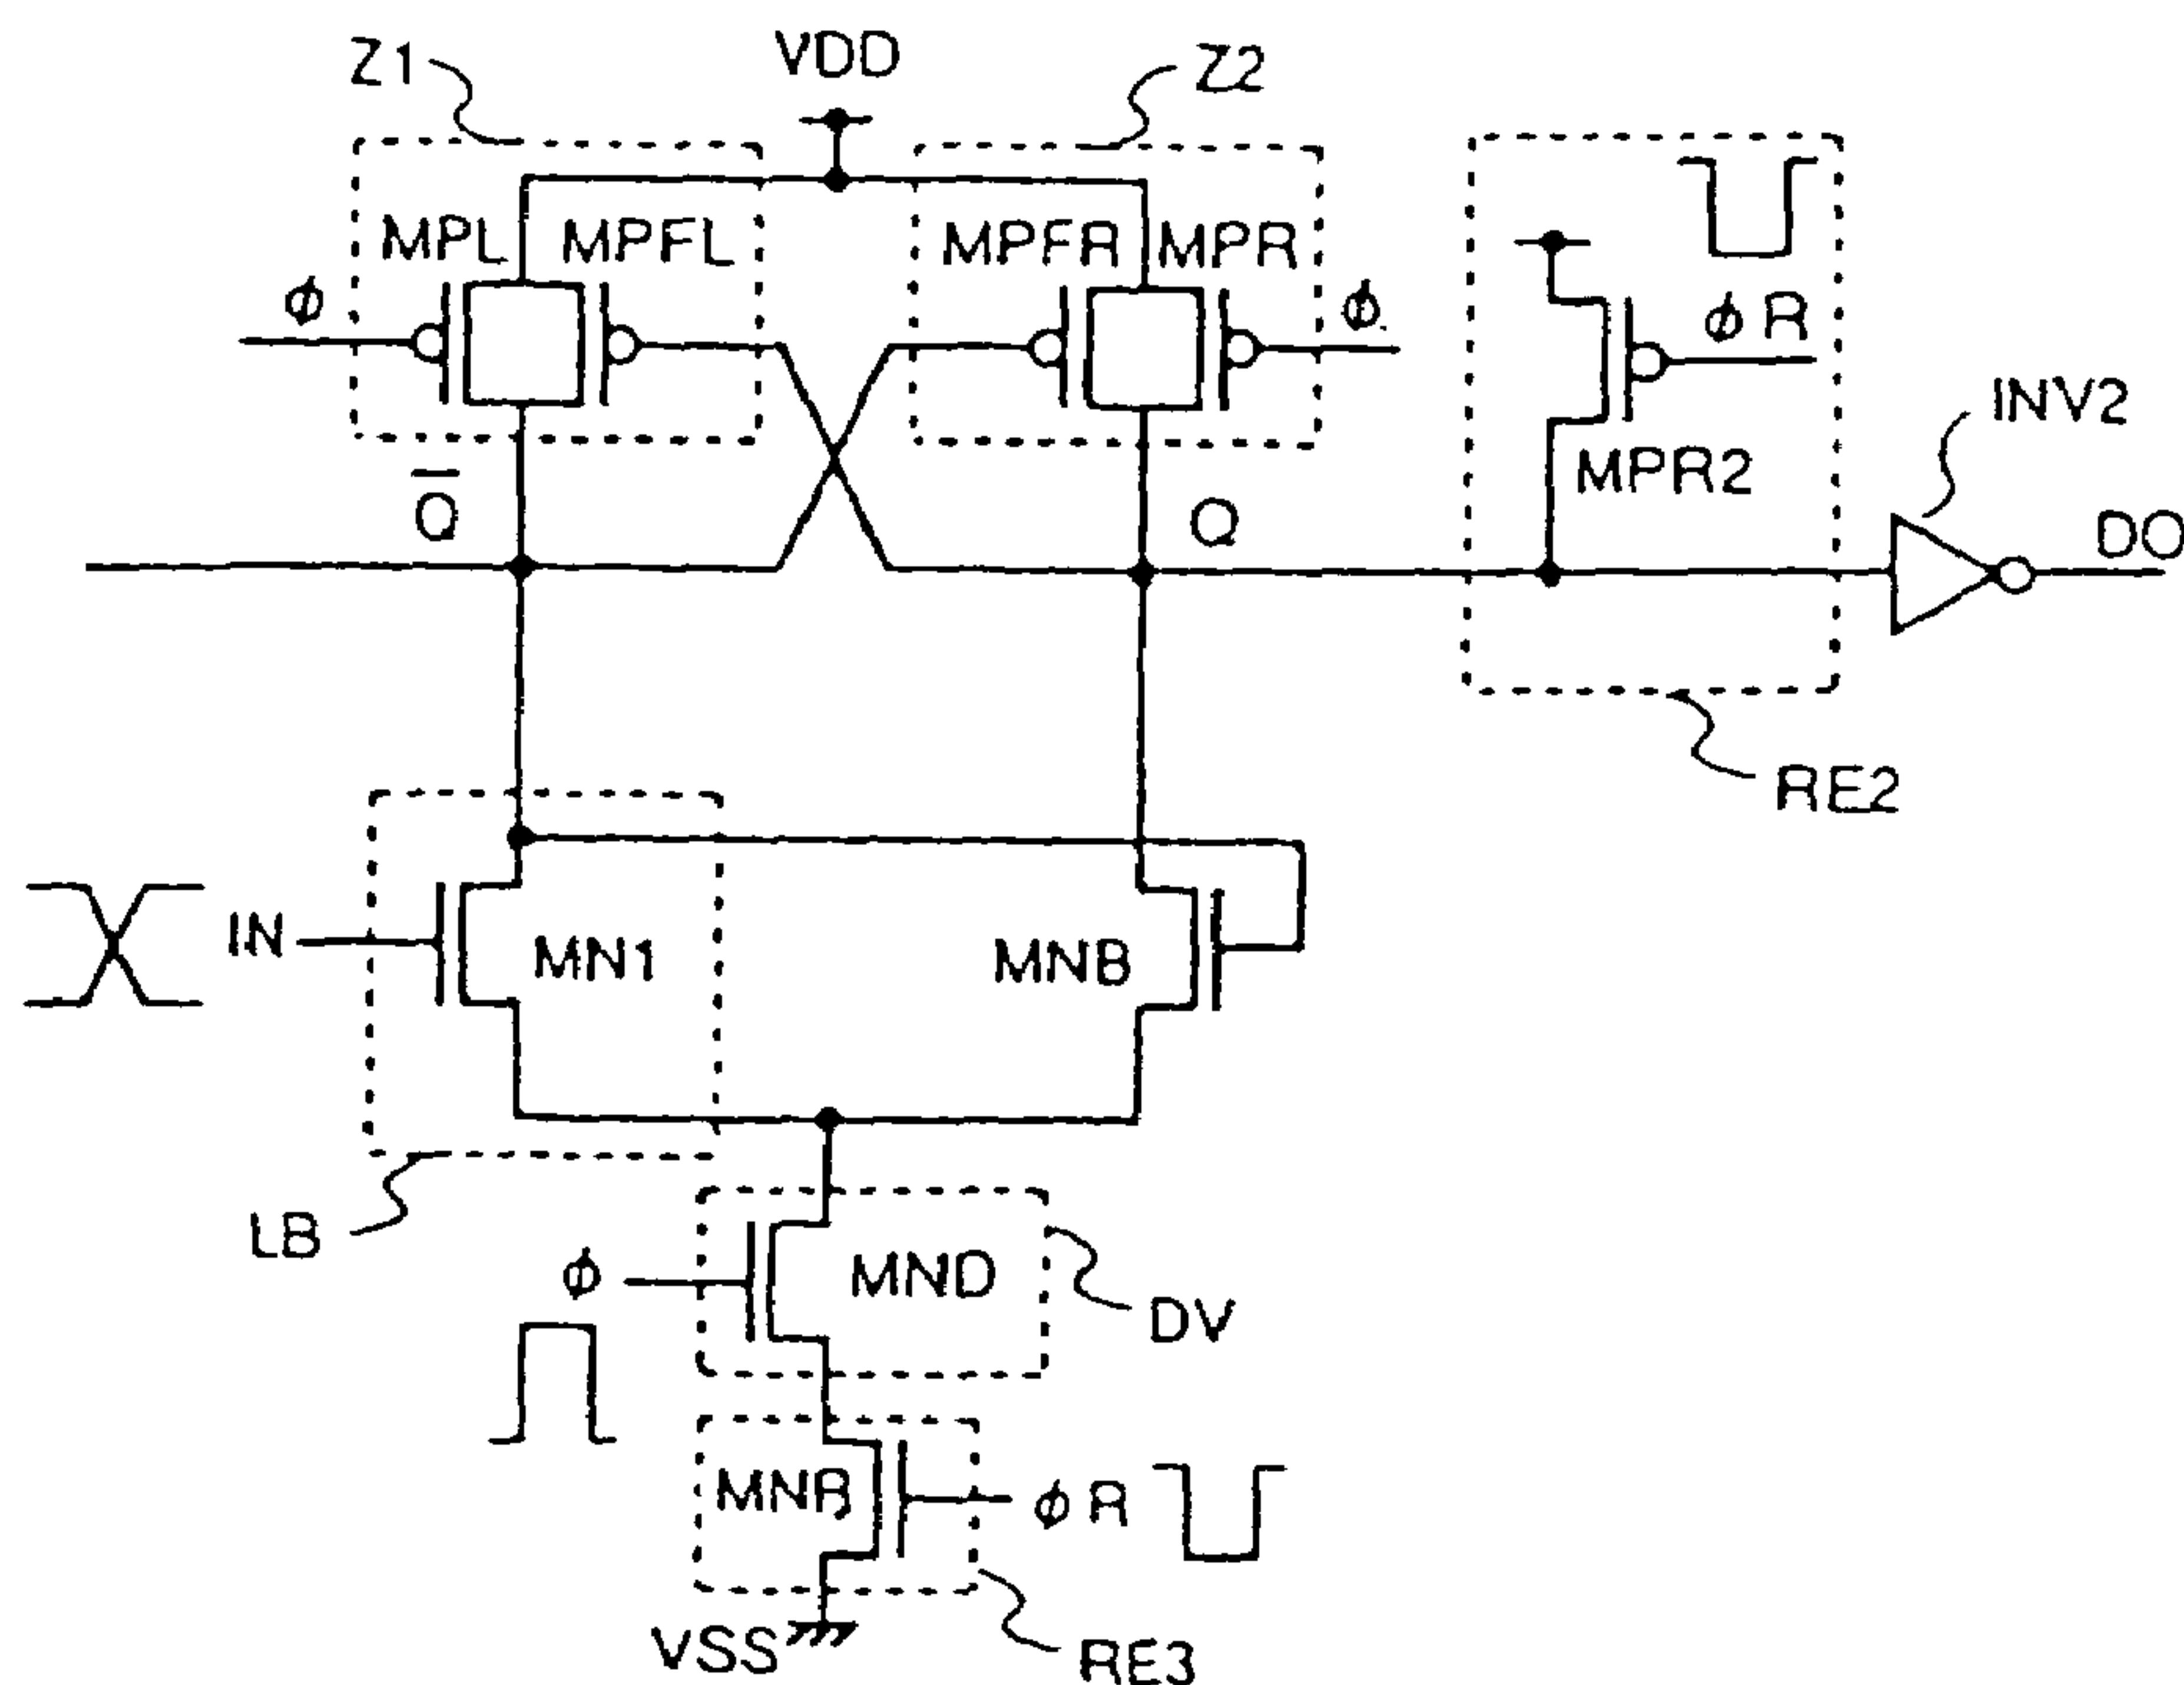 Z1
VDD
Z2
MPL
MPFL
MPFR
MPR
φ
φ
φR
INV2
MPR2
Q̅
Q
DO
RE2
IN
MN1
MNB
LB
φ
MND
DV
MNR
φR
VSS
RE3